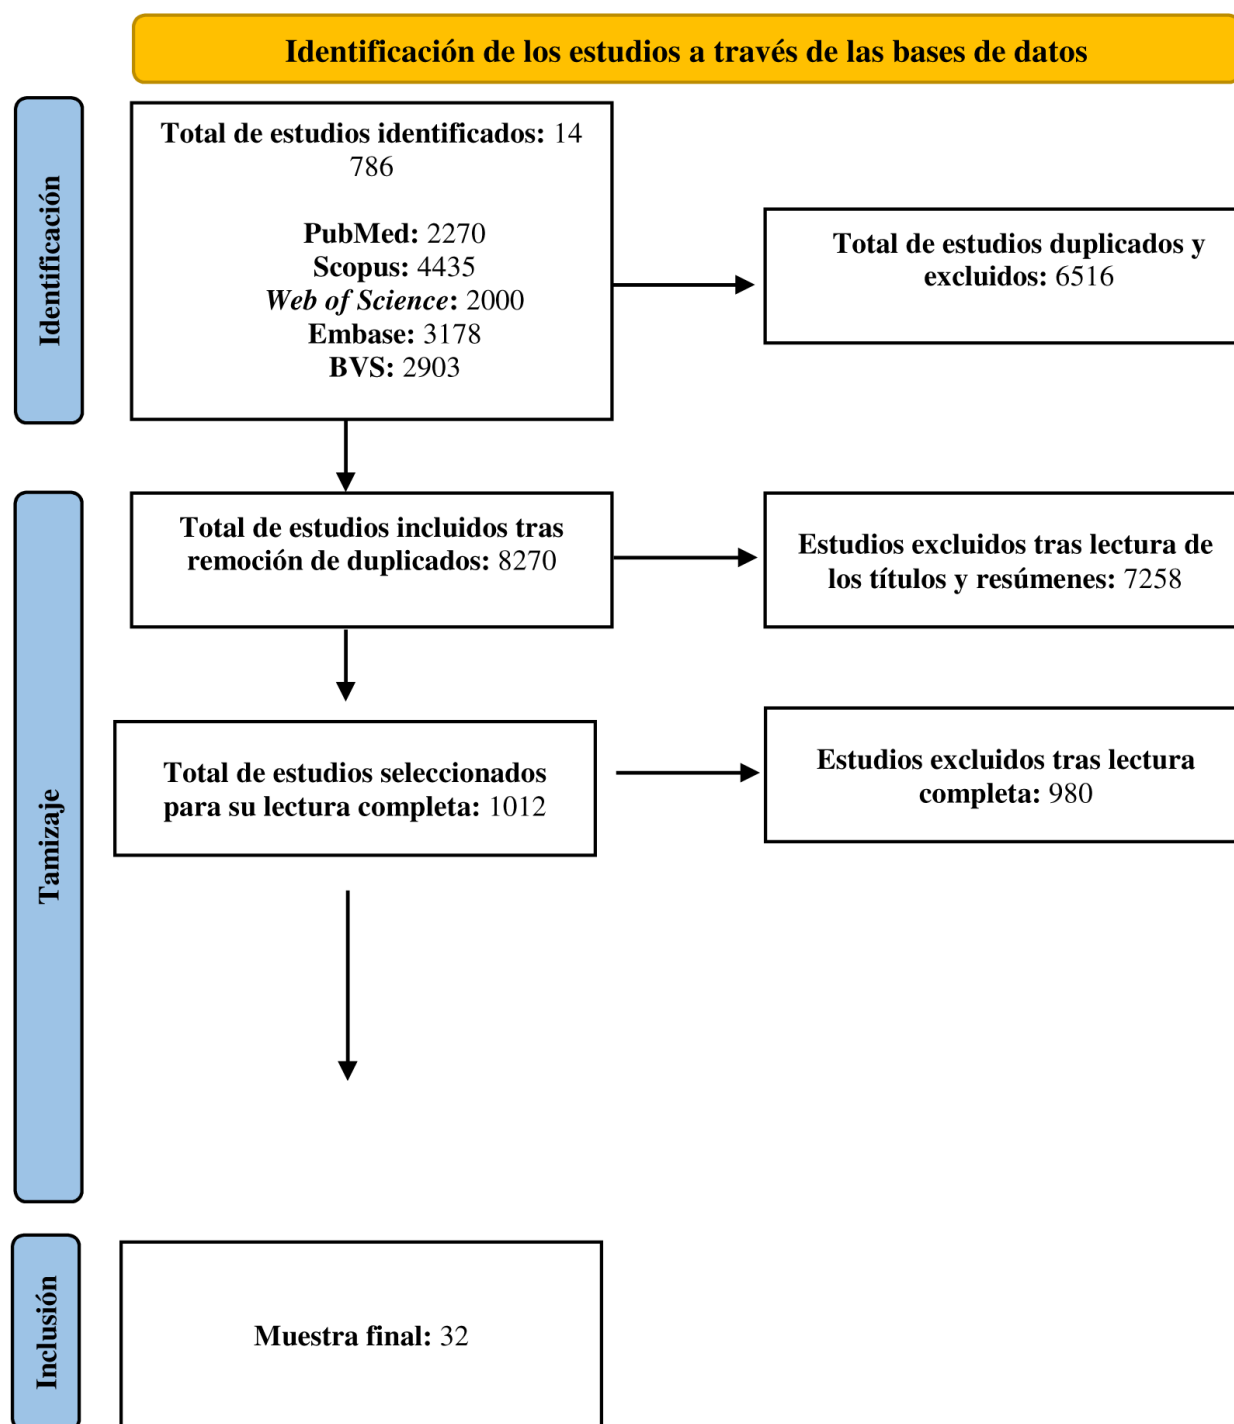 Identificación de los estudios a través de las bases de datos
Identificación
Total de estudios identificados: 14
786
PubMed: 2270
Scopus: 4435
Web of Science: 2000
Embase: 3178
BVS: 2903
Total de estudios duplicados y
excluidos: 6516
Tamizaje
Total de estudios incluidos tras
remoción de duplicados: 8270
Estudios excluidos tras lectura de
los títulos y resúmenes: 7258
Total de estudios seleccionados
para su lectura completa: 1012
Estudios excluidos tras lectura
completa: 980
Inclusión
Muestra final: 32